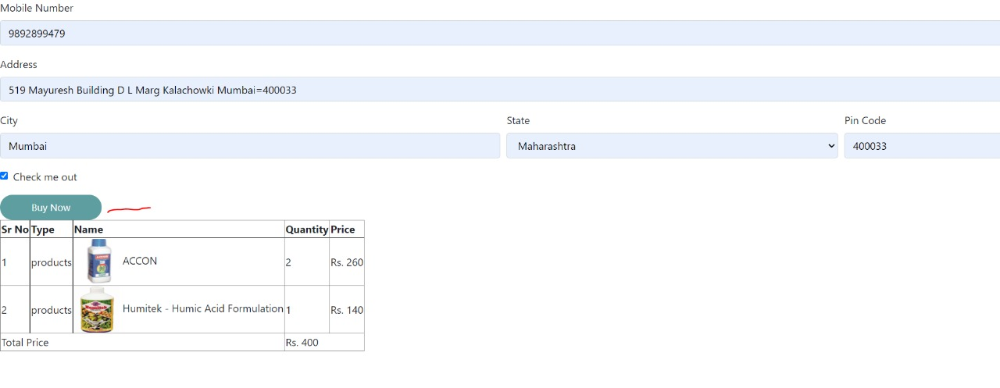 Mobile Number
9892899479
Address
519 Mayuresh Building D L Marg Kalachowki Mumbai=400033
City State Pin Code
Mumbai Maharashtra 400033
Check me out
Buy Now
Sr No Type Name Quantity Price
1 products ACCON 2 Rs. 260
2 products Humitek - Humic Acid Formulation 1 Rs. 140
Total Price Rs. 400